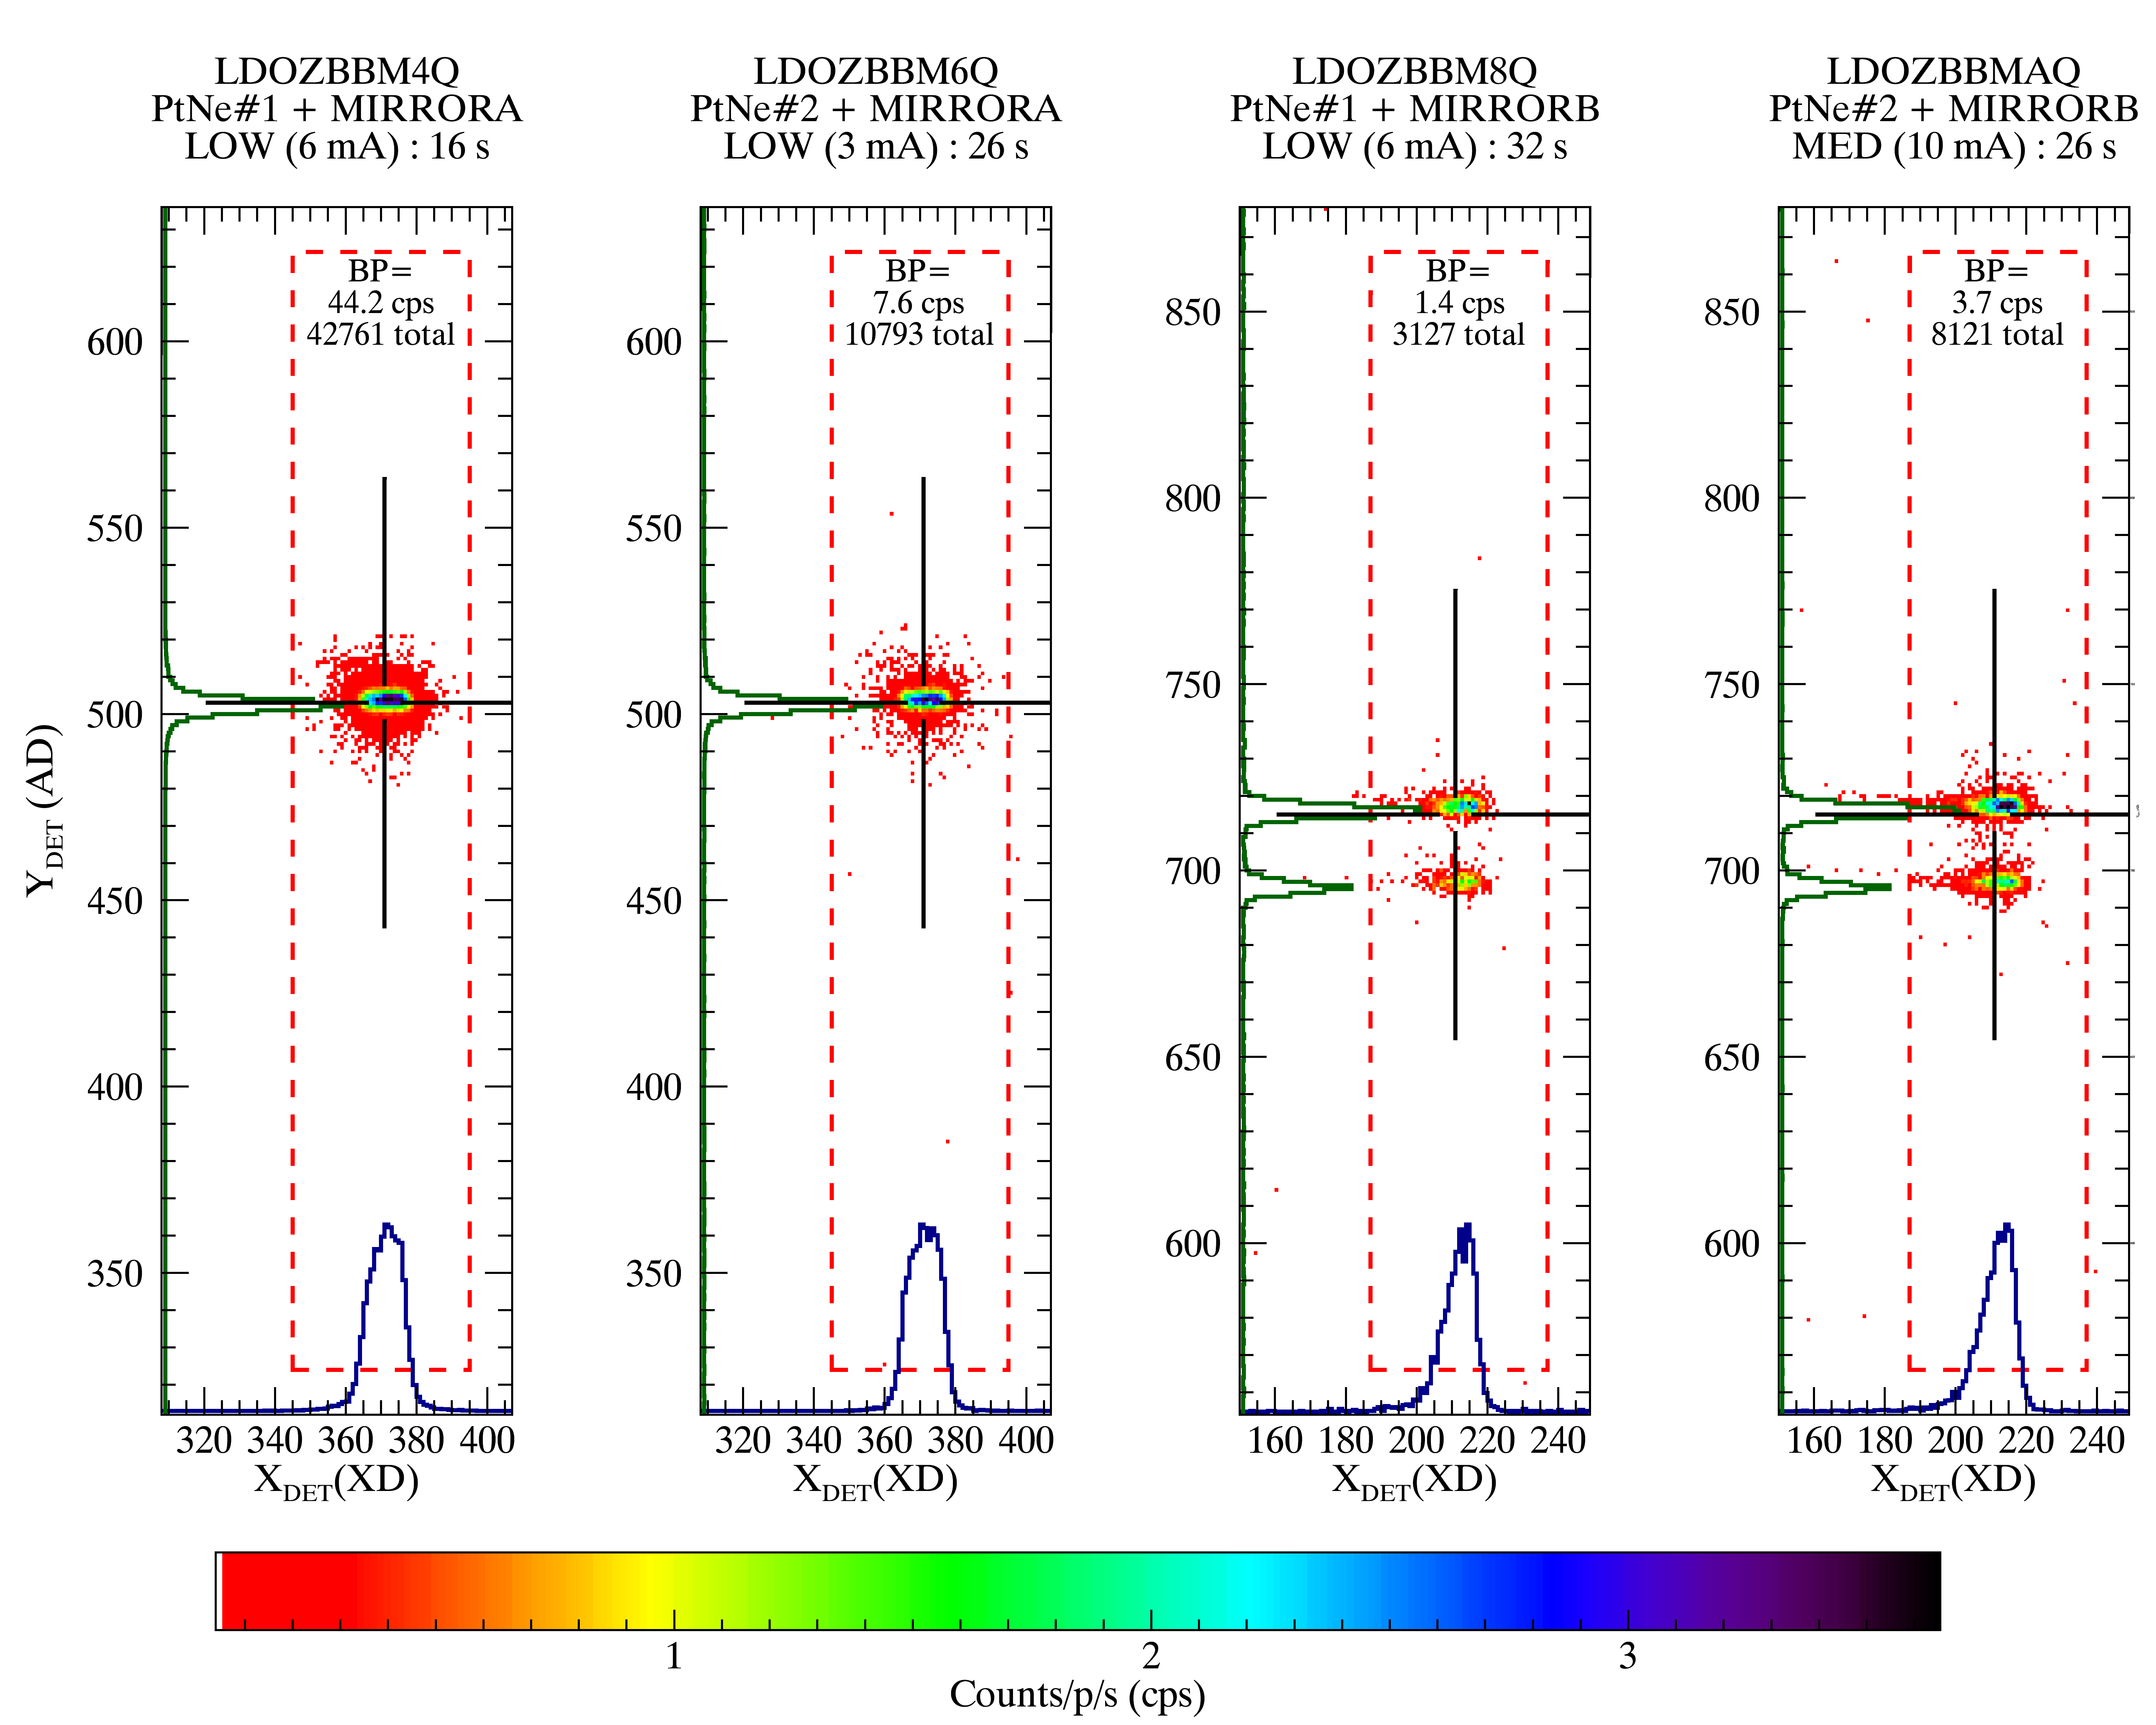 LDOZBBM4Q
PtNe#1 + MIRRORA
LOW (6 mA) : 16 s
LDOZBBM6Q
PtNe#2 + MIRRORA
LOW (3 mA) : 26 s
LDOZBBM8Q
PtNe#1 + MIRRORB
LOW (6 mA) : 32 s
LDOZBBMAQ
PtNe#2 + MIRRORB
MED (10 mA) : 26 s
Y_DET (AD)
BP=
44.2 cps
42761 total
600
550
500
450
400
350
320 340 360 380 400
X_DET(XD)
BP=
7.6 cps
10793 total
600
550
500
450
400
350
320 340 360 380 400
X_DET(XD)
BP=
1.4 cps
3127 total
850
800
750
700
650
600
160 180 200 220 240
X_DET(XD)
BP=
3.7 cps
8121 total
850
800
750
700
650
600
160 180 200 220 240
X_DET(XD)
1 2 3
Counts/p/s (cps)